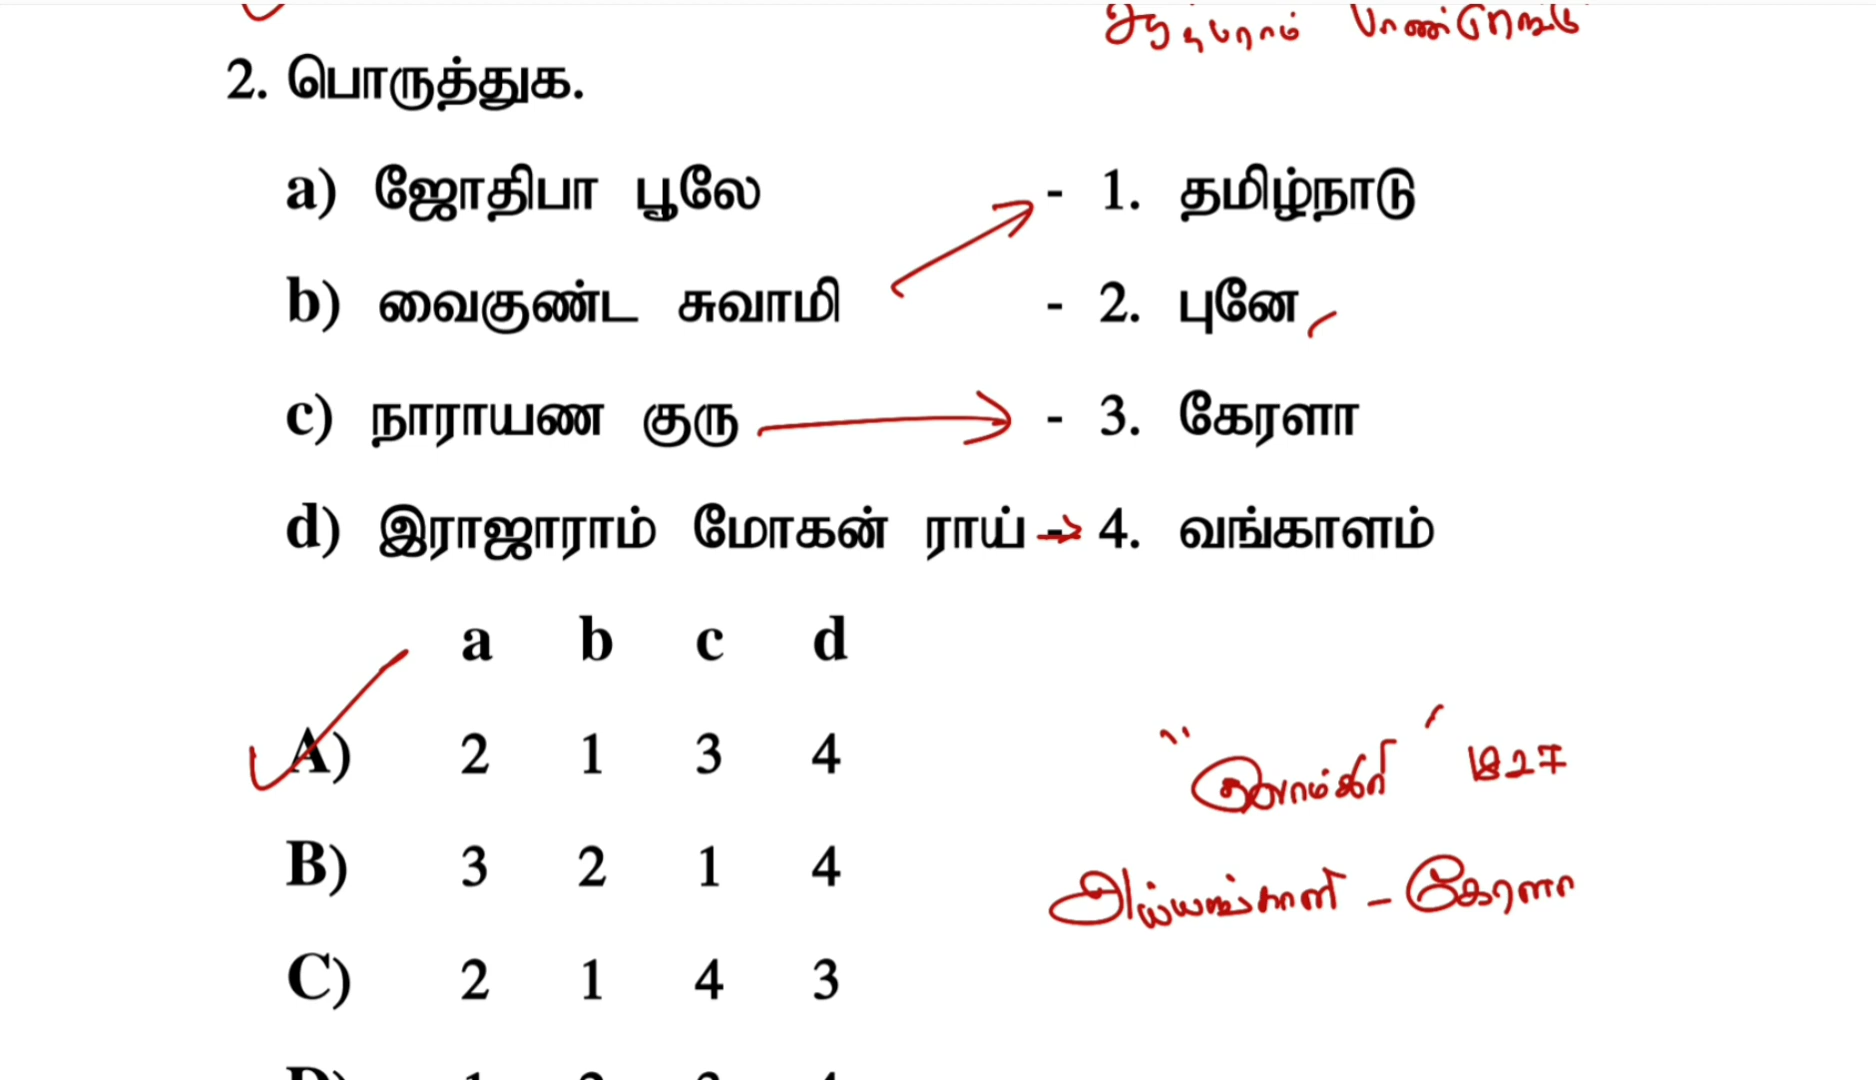 2. பொருத்துக.
a) ஜோதிபா பூலே - 1. தமிழ்நாடு
b) வைகுண்ட சுவாமி - 2. புனே
c) நாராயண குரு - 3. கேரளா
d) இராஜாராம் மோகன் ராய் - 4. வங்காளம்
a b c d
A) 2 1 3 4
1827
B) 3 2 1 4
அய்யங்காளி - கேரளா
C) 2 1 4 3